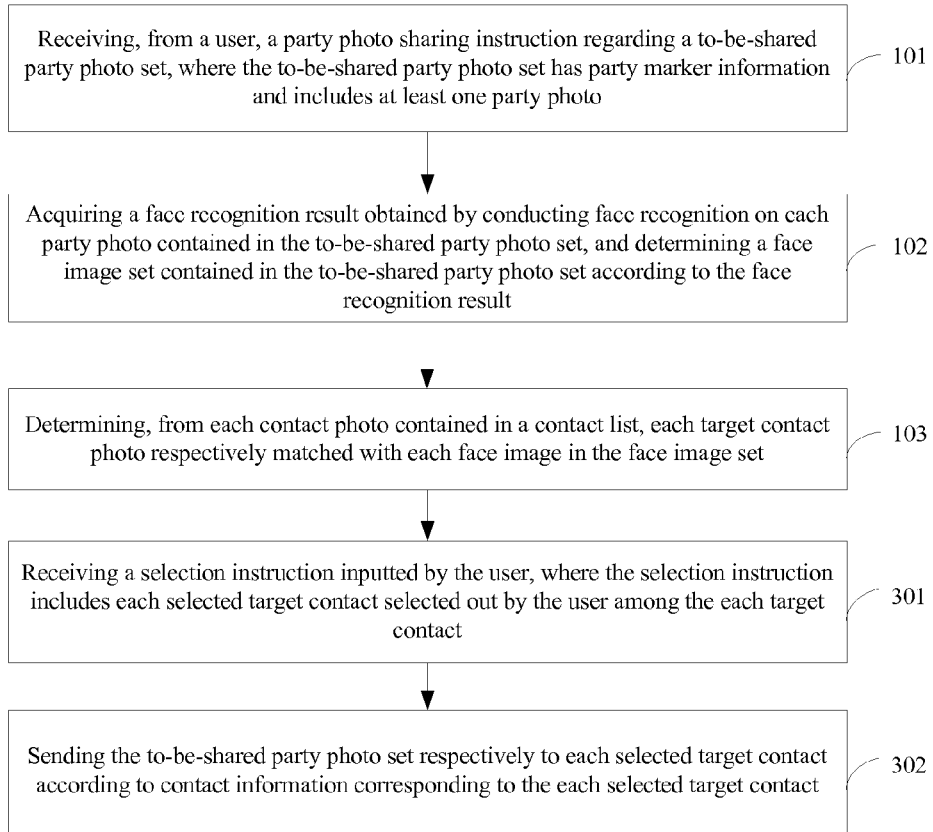 Receiving, from a user, a party photo sharing instruction regarding a to-be-shared
party photo set, where the to-be-shared party photo set has party marker information
and includes at least one party photo
101
Acquiring a face recognition result obtained by conducting face recognition on each
party photo contained in the to-be-shared party photo set, and determining a face
image set contained in the to-be-shared party photo set according to the face
recognition result
102
Determining, from each contact photo contained in a contact list, each target contact
photo respectively matched with each face image in the face image set
103
Receiving a selection instruction inputted by the user, where the selection instruction
includes each selected target contact selected out by the user among the each target
contact
301
Sending the to-be-shared party photo set respectively to each selected target contact
according to contact information corresponding to the each selected target contact
302